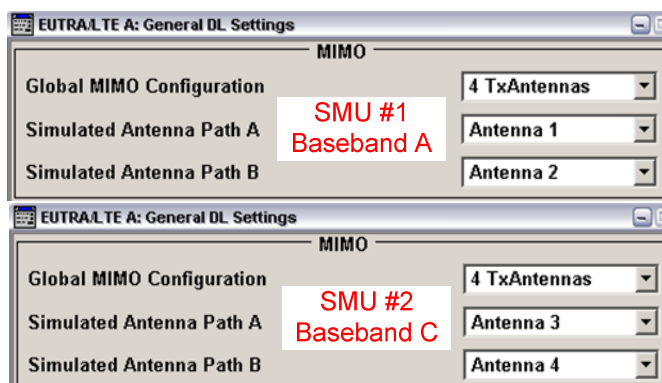 EUTRA/LTE A: General DL Settings
MIMO
Global MIMO Configuration 4 TxAntennas
SMU #1
Baseband A
Simulated Antenna Path A Antenna 1
Simulated Antenna Path B Antenna 2
EUTRA/LTE A: General DL Settings
MIMO
Global MIMO Configuration 4 TxAntennas
SMU #2
Baseband C
Simulated Antenna Path A Antenna 3
Simulated Antenna Path B Antenna 4